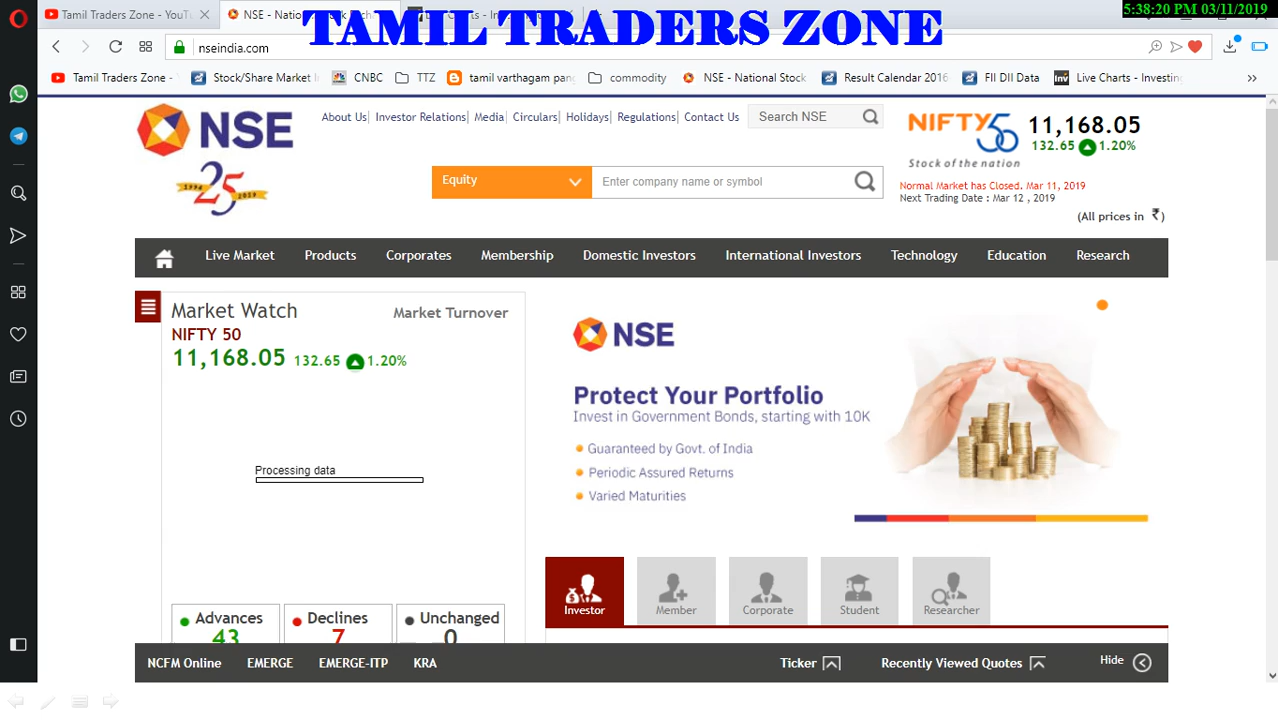 5:38:20 PM 03/11/2019
TAMIL TRADERS ZONE
Tamil Traders Zone - YouT
nseindia.com
Tamil Traders Zone -
Stock/Share Market
CNBC
TTZ
tamil varthagam pan
commodity
NSE - National Stock
Result Calendar 2016
FII DII Data
Inv
Live Charts - Investing
NSE
1994 25 2019
About Us| Investor Relations| Media| Circulars| Holidays| Regulations| Contact Us
Search NSE
Equity
Enter company name or symbol
NIFTY 50
Stock of the nation
11,168.05
132.65 1.20%
Normal Market has Closed. Mar 11, 2019
Next Trading Date : Mar 12 , 2019
(All prices in ₹)
Live Market
Products
Corporates
Membership
Domestic Investors
International Investors
Technology
Education
Research
Market Watch
Market Turnover
NIFTY 50
11,168.05 132.65 1.20%
Processing data
Advances
43
Declines
7
Unchanged
0
NSE
Protect Your Portfolio
Invest in Government Bonds, starting with 10K
Guaranteed by Govt. of India
Periodic Assured Returns
Varied Maturities
Investor
Member
Corporate
Student
Researcher
NCFM Online
EMERGE
EMERGE-ITP
KRA
Ticker
Recently Viewed Quotes
Hide